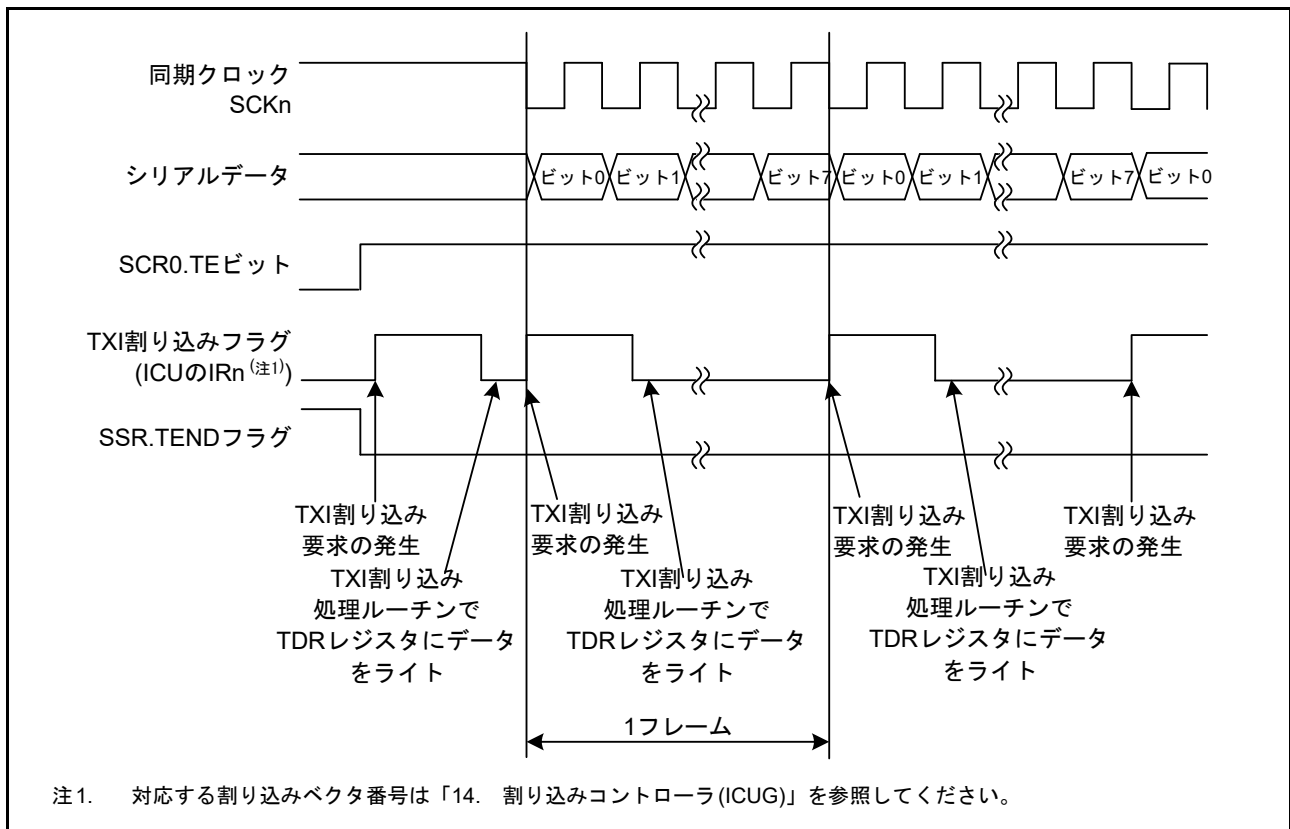 同期クロック
SCKn
シリアルデータ
ビット0 ビット1 ビット7 ビット0 ビット1 ビット7 ビット0
SCR0.TEビット
TXI割り込みフラグ
(ICUのIRn (注1))
SSR.TENDフラグ
TXI割り込み
要求の発生
TXI割り込み
処理ルーチンで
TDRレジスタにデータ
をライト
TXI割り込み
要求の発生
TXI割り込み
処理ルーチンで
TDRレジスタにデータ
をライト
TXI割り込み
要求の発生
TXI割り込み
処理ルーチンで
TDRレジスタにデータ
をライト
TXI割り込み
要求の発生
1フレーム
注1. 対応する割り込みベクタ番号は「14. 割り込みコントローラ(ICUG)」を参照してください。